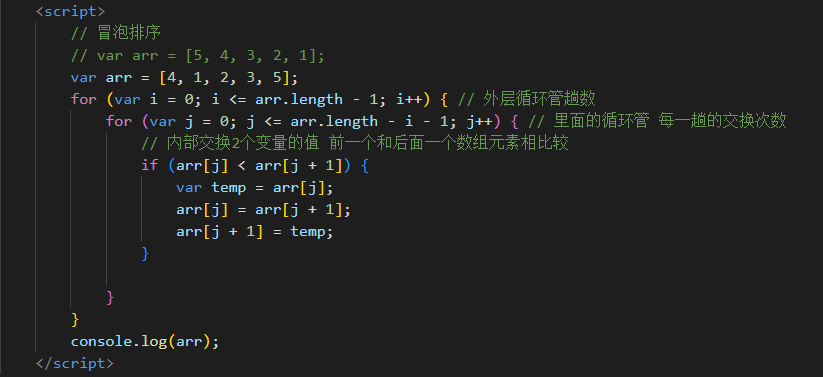 <script>
// 冒泡排序
// var arr = [5, 4, 3, 2, 1];
var arr = [4, 1, 2, 3, 5];
for (var i = 0; i <= arr.length - 1; i++) { // 外层循环管趟数
for (var j = 0; j <= arr.length - i - 1; j++) { // 里面的循环管 每一趟的交换次数
// 内部交换2个变量的值 前一个和后面一个数组元素相比较
if (arr[j] < arr[j + 1]) {
var temp = arr[j];
arr[j] = arr[j + 1];
arr[j + 1] = temp;
}
}
}
console.log(arr);
</script>